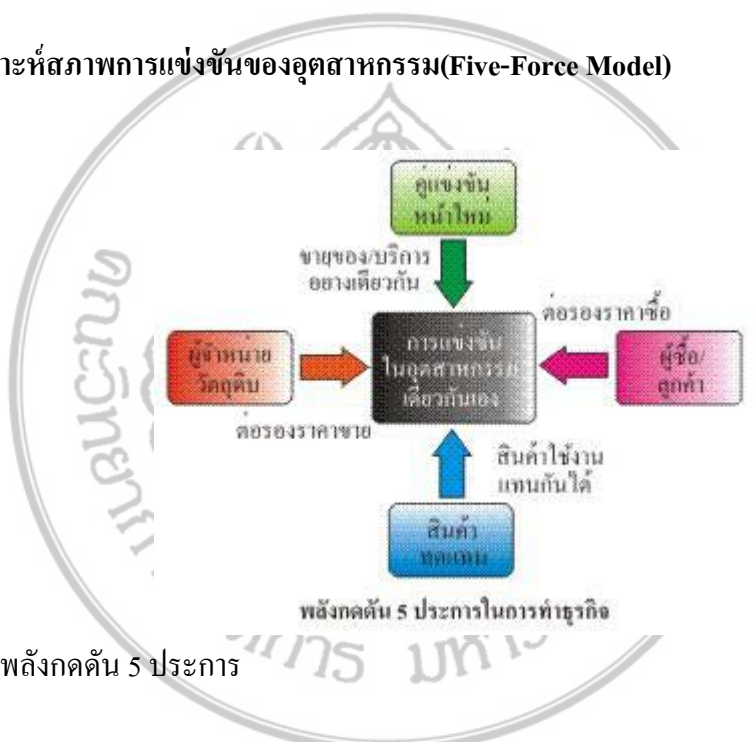 าะห์สภาพการแข่งขันของอุตสาหกรรม(Five-Force Model)
คู่แข่งขัน
หน้าใหม่
ขายของ/บริการ
อย่างเดียวกัน
ต่อรองราคาซื้อ
ผู้จำหน่าย
วัตถุดิบ
การแข่งขัน
ในอุตสาหกรรม
เดียวกันเอง
ผู้ซื้อ/
ลูกค้า
ต่อรองราคาขาย
สินค้าใช้งาน
แทนกันได้
สินค้า
ทดแทน
พลังกดดัน 5 ประการในการทำธุรกิจ
พลังกดดัน 5 ประการ